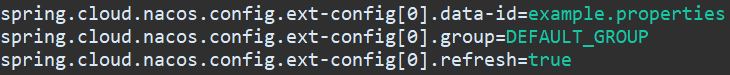 spring.cloud.nacos.config.ext-config[0].data-id=example.properties
spring.cloud.nacos.config.ext-config[0].group=DEFAULT_GROUP
spring.cloud.nacos.config.ext-config[0].refresh=true